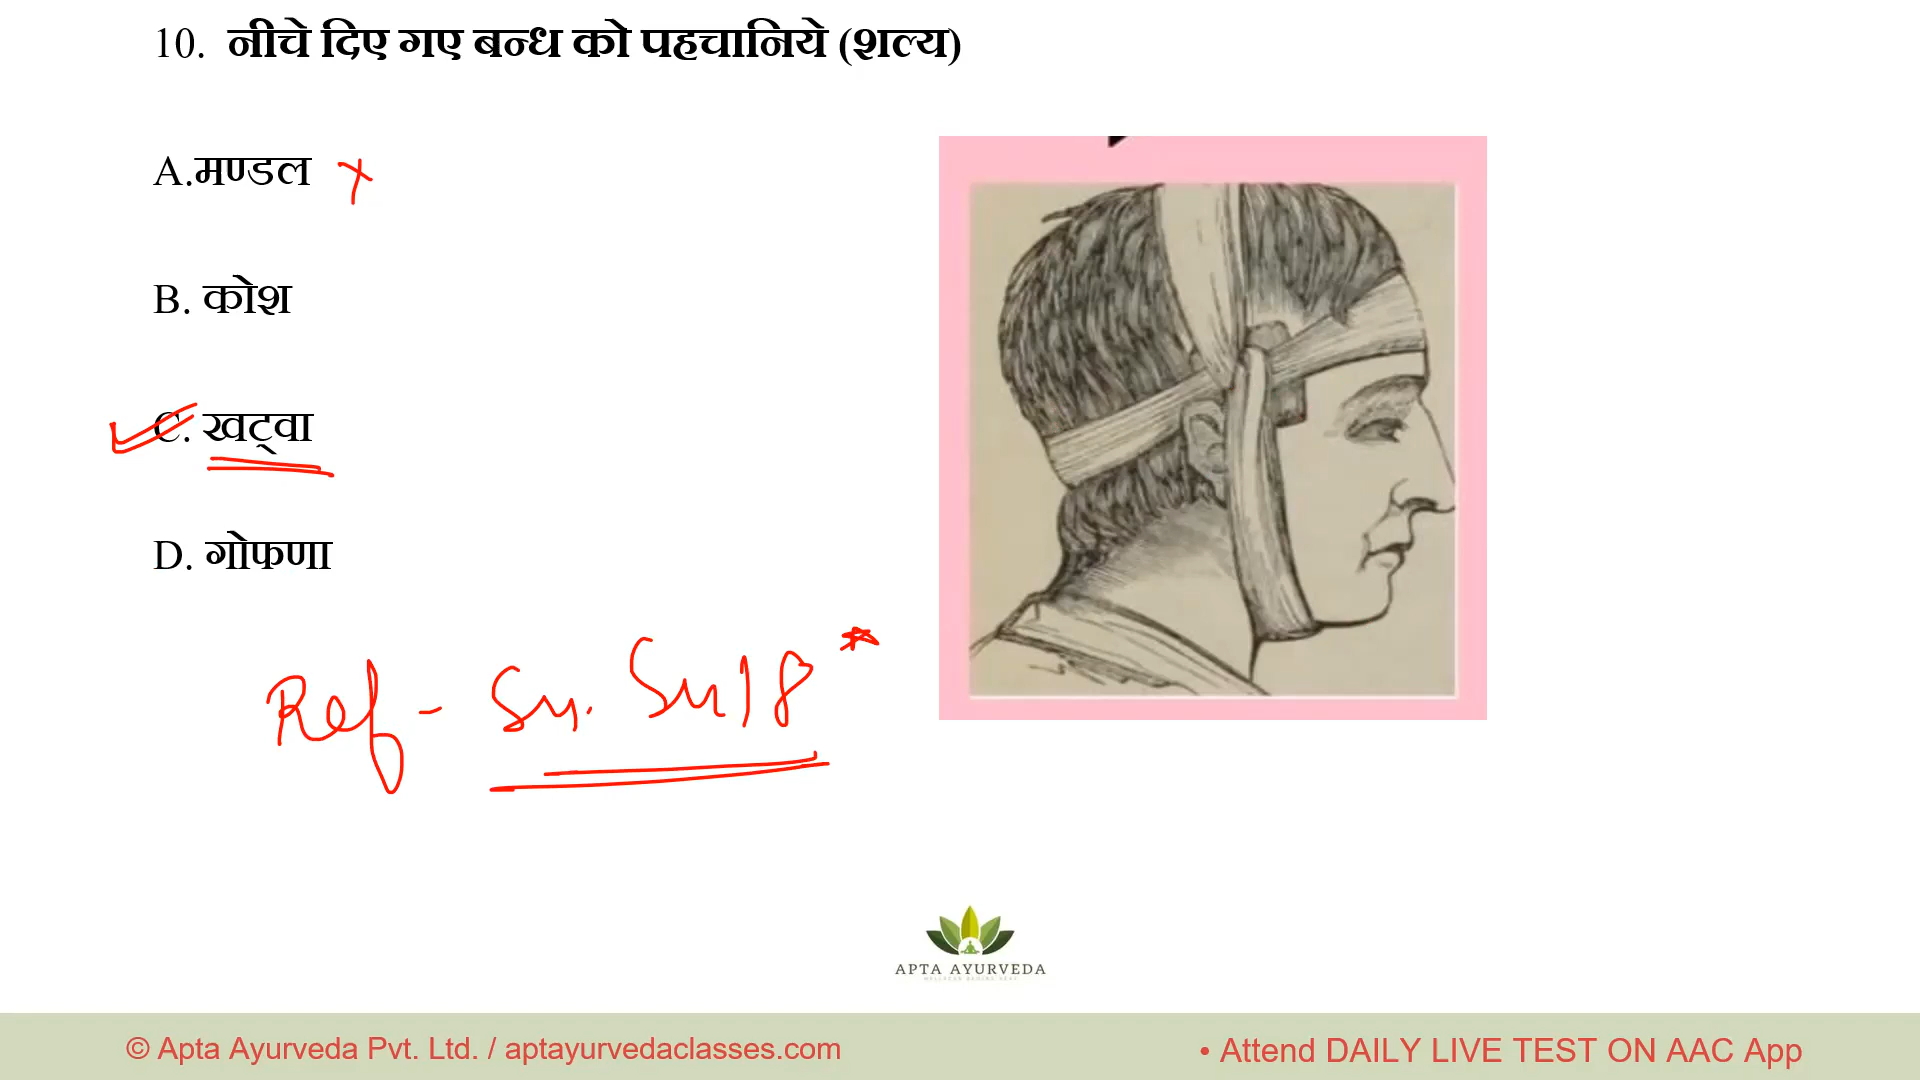 10. नीचे दिए गए बन्ध को पहचानिये (शल्य)
A.मण्डल
B. कोश
C. खट्वा
D. गोफणा
Ref - Su. Su 18 *
APTA AYURVEDA
© Apta Ayurveda Pvt. Ltd. / aptayurvedaclasses.com
• Attend DAILY LIVE TEST ON AAC App